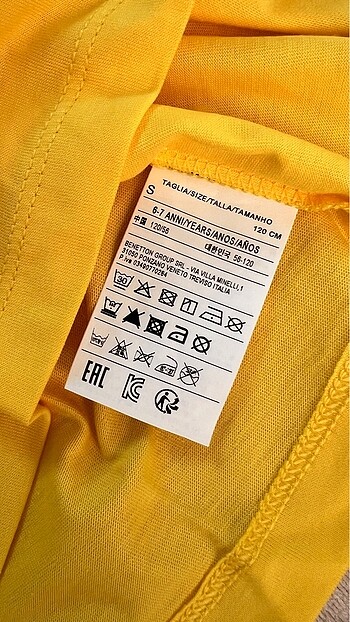 TAGLIA/SIZE/TALLA/TAMANHO
S
120 CM
6-7 ANNI/YEARS/ANOS/AÑOS
中国 120/56
대한민국 56-120
BENETTON GROUP SRL - VIA VILLA MINELLI,1
31050 PONZANO VENETO TREVISO ITALIA
P.Iva 03490770264
30
EAC